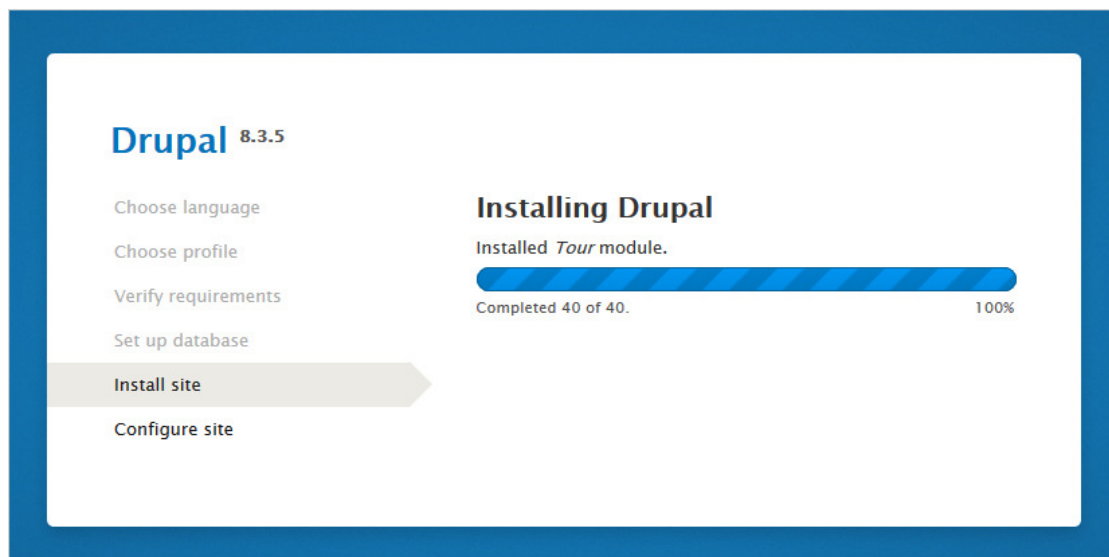 Drupal 8.3.5
Choose language
Choose profile
Verify requirements
Set up database
Install site
Configure site
Installing Drupal
Installed Tour module.
Completed 40 of 40. 100%